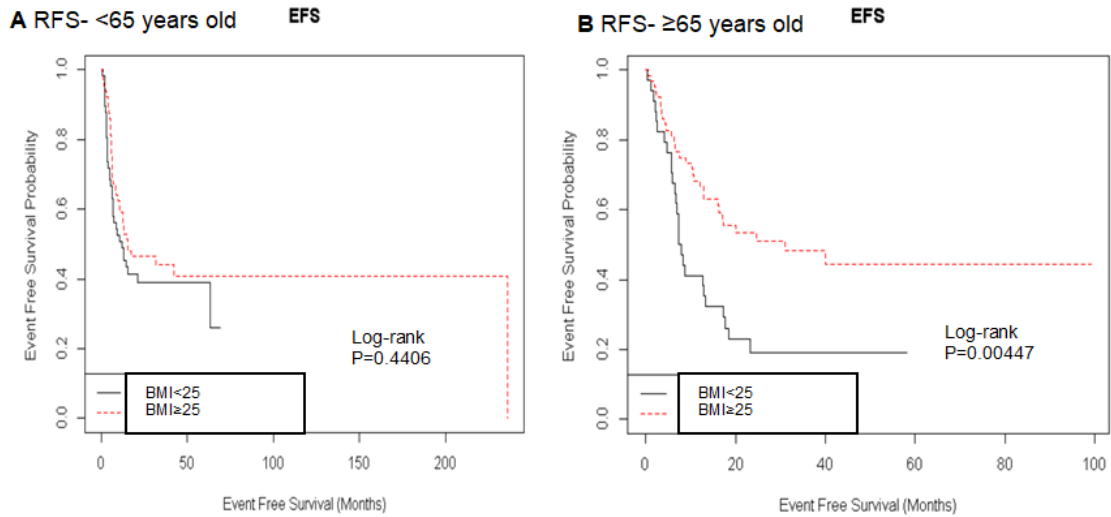 A RFS- <65 years old
EFS
Event Free Survival Probability
1.0
0.8
0.6
0.4
0.2
0.0
Log-rank
P=0.4406
BMI<25
BMI≥25
0
50
100
150
200
Event Free Survival (Months)
B RFS- ≥65 years old
EFS
Event Free Survival Probability
1.0
0.8
0.6
0.4
0.2
0.0
Log-rank
P=0.00447
BMI<25
BMI≥25
0
20
40
60
80
100
Event Free Survival (Months)